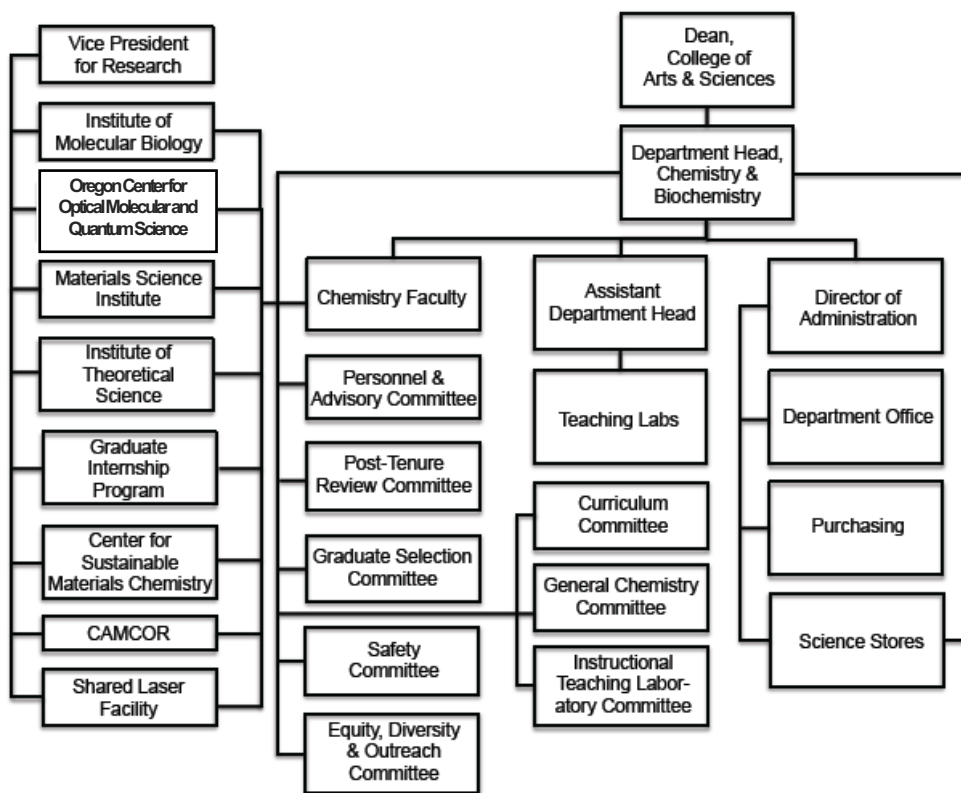 Vice President
for Research
Institute of
Molecular Biology
Oregon Center for
Optical Molecular and
Quantum Science
Materials Science
Institute
Institute of
Theoretical
Science
Graduate
Internship
Program
Center for
Sustainable
Materials Chemistry
CAMCOR
Shared Laser
Facility
Dean,
College of
Arts & Sciences
Department Head,
Chemistry &
Biochemistry
Chemistry Faculty
Personnel &
Advisory Committee
Post-Tenure
Review Committee
Graduate Selection
Committee
Safety
Committee
Equity, Diversity
& Outreach
Committee
Assistant
Department Head
Teaching Labs
Curriculum
Committee
General Chemistry
Committee
Instructional
Teaching Labor-
atory Committee
Director of
Administration
Department Office
Purchasing
Science Stores